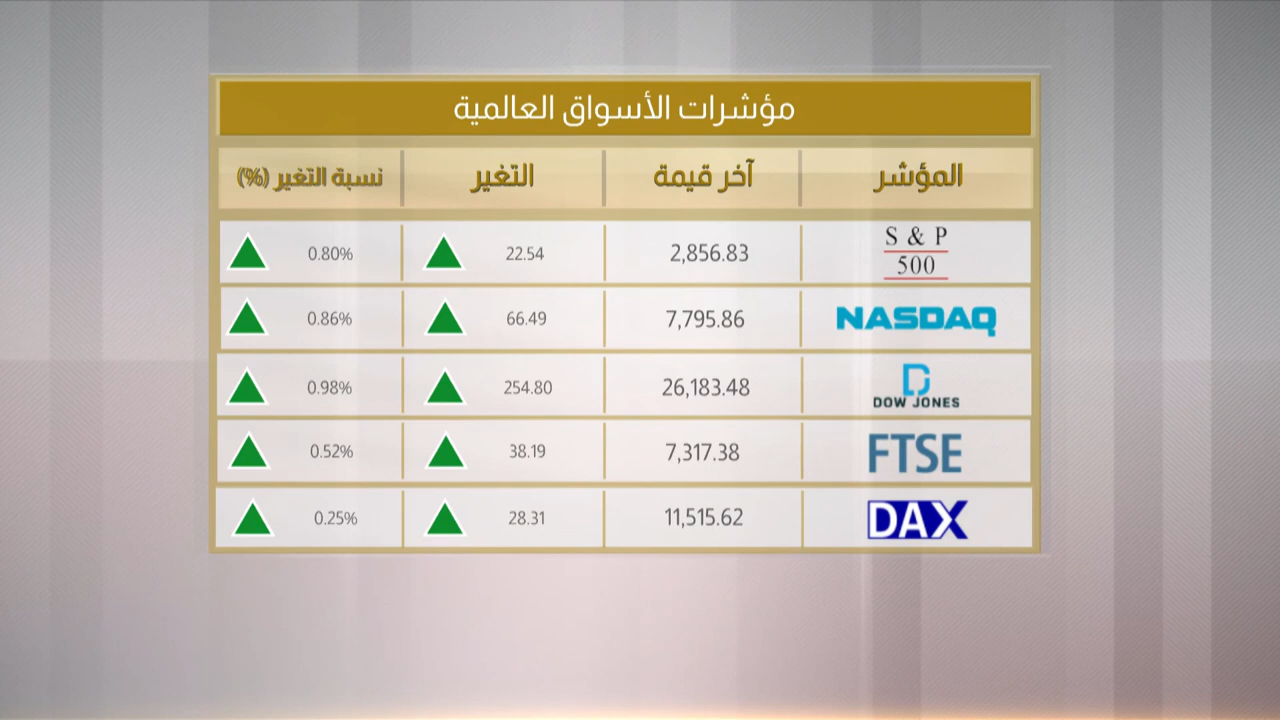 مؤشرات الأسواق العالمية
المؤشر آخر قيمة التغير نسبة التغير (%)
S & P
500 2,856.83 22.54 0.80%
NASDAQ 7,795.86 66.49 0.86%
DOW JONES 26,183.48 254.80 0.98%
FTSE 7,317.38 38.19 0.52%
DAX 11,515.62 28.31 0.25%